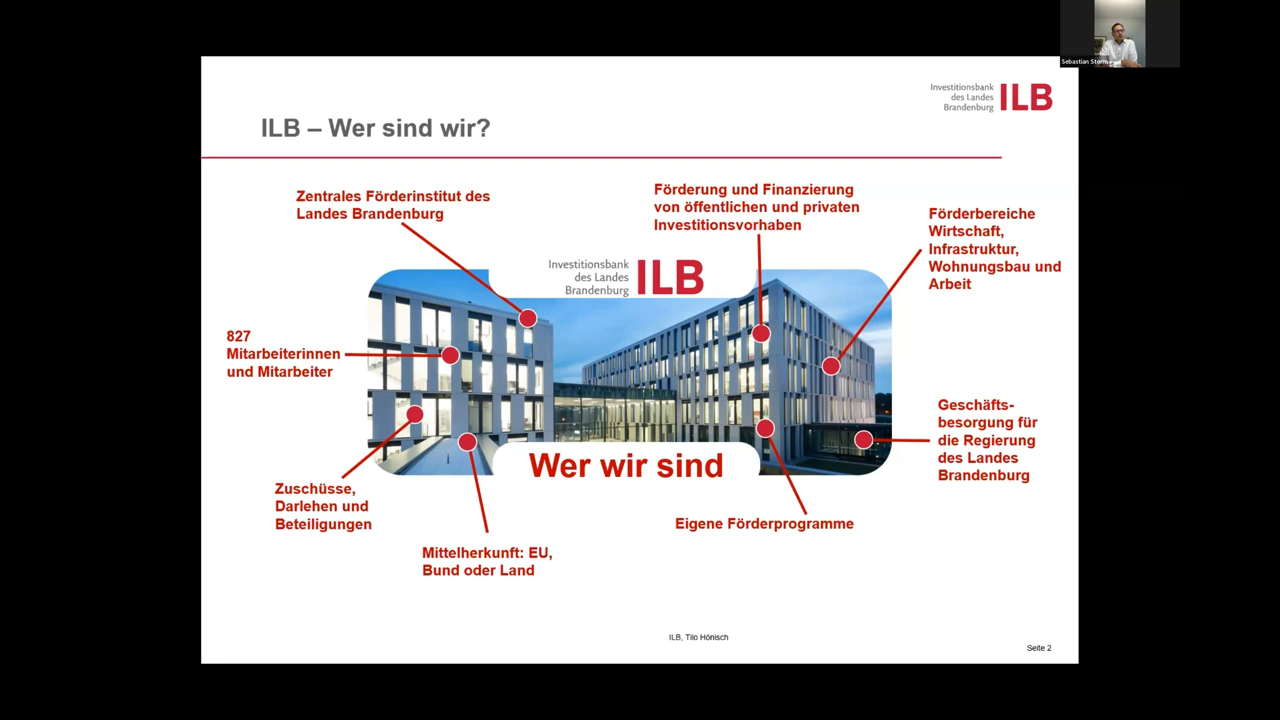 Sebastian Storm
Investitionsbank
des Landes
Brandenburg
ILB
ILB – Wer sind wir?
Zentrales Förderinstitut des
Landes Brandenburg
Förderung und Finanzierung
von öffentlichen und privaten
Investitionsvorhaben
Förderbereiche
Wirtschaft,
Infrastruktur,
Wohnungsbau und
Arbeit
Investitionsbank
des Landes
Brandenburg
ILB
827
Mitarbeiterinnen
und Mitarbeiter
Geschäfts-
besorgung für
die Regierung
des Landes
Brandenburg
Wer wir sind
Zuschüsse,
Darlehen und
Beteiligungen
Eigene Förderprogramme
Mittelherkunft: EU,
Bund oder Land
ILB, Tilo Hönisch
Seite 2